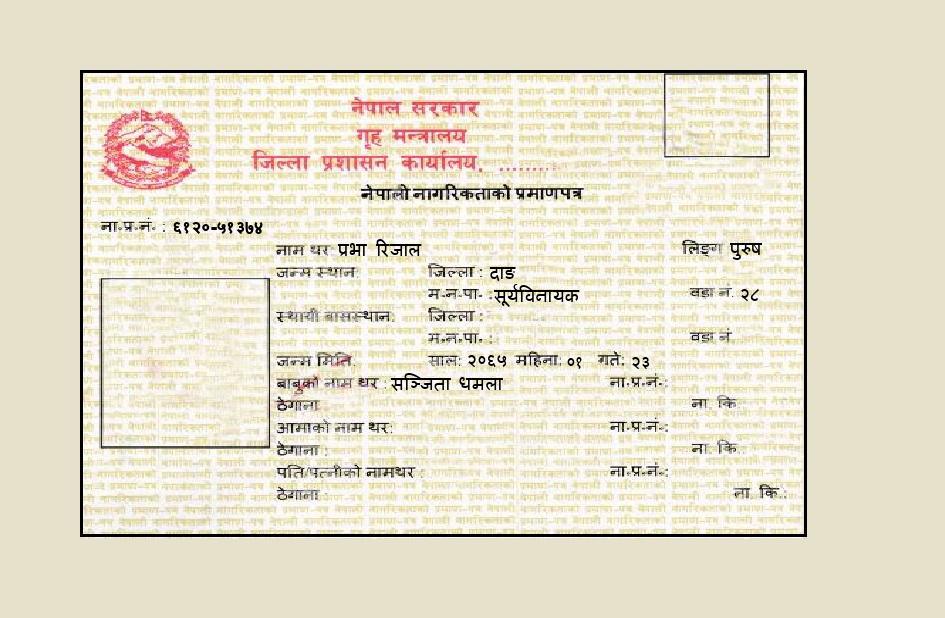 नेपाल सरकार
गृह मन्त्रालय
जिल्ला प्रशासन कार्यालय, .........
नेपाली नागरिकताको प्रमाणपत्र
ना.प्र.नं. : ६१२०-५१३७४
नाम थर: प्रभा रिजाल लिङ्ग पुरुष
जन्म स्थान: जिल्ला : दाङ
म.न.पा. : सूर्यविनायक वडा नं. २८
स्थायी बासस्थान: जिल्ला :
म.न.पा. : वडा नं
जन्म मिति: साल: २०६५ महिना: ०१ गते: २३
बाबुको नाम थर : सञ्जिता धमला ना.प्र.नं.:
ठेगाना ना. कि.
आमाको नाम थर: ना.प्र.नं.:
ठेगाना : ना. कि.
पति/पत्नीको नामथर : ना.प्र.नं.:
ठेगाना : ना. कि.: